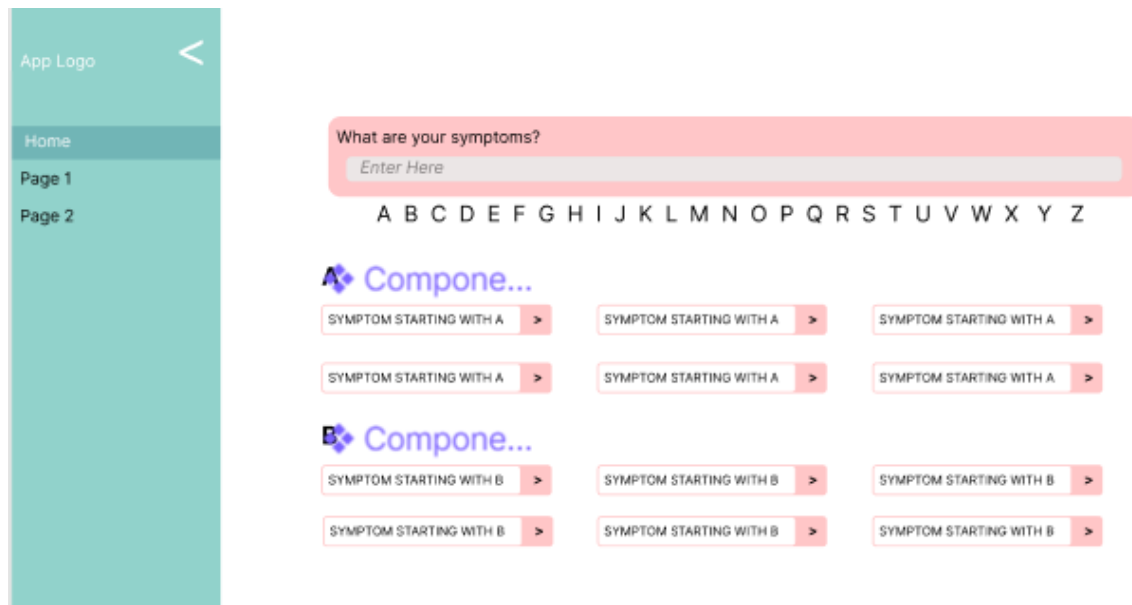 App Logo <
Home
Page 1
Page 2
What are your symptoms?
Enter Here
A B C D E F G H I J K L M N O P Q R S T U V W X Y Z
A Compone...
SYMPTOM STARTING WITH A > SYMPTOM STARTING WITH A > SYMPTOM STARTING WITH A >
SYMPTOM STARTING WITH A > SYMPTOM STARTING WITH A > SYMPTOM STARTING WITH A >
B Compone...
SYMPTOM STARTING WITH B > SYMPTOM STARTING WITH B > SYMPTOM STARTING WITH B >
SYMPTOM STARTING WITH B > SYMPTOM STARTING WITH B > SYMPTOM STARTING WITH B >